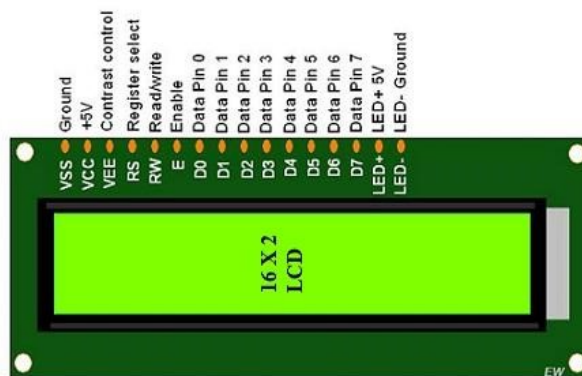 Ground
+5V
Contrast control
Register select
Read/write
Enable
Data Pin 0
Data Pin 1
Data Pin 2
Data Pin 3
Data Pin 4
Data Pin 5
Data Pin 6
Data Pin 7
LED+ 5V
LED- Ground
VSS
VCC
VEE
RS
RW
E
D0
D1
D2
D3
D4
D5
D6
D7
LED+
LED-
16 X 2
LCD
EW